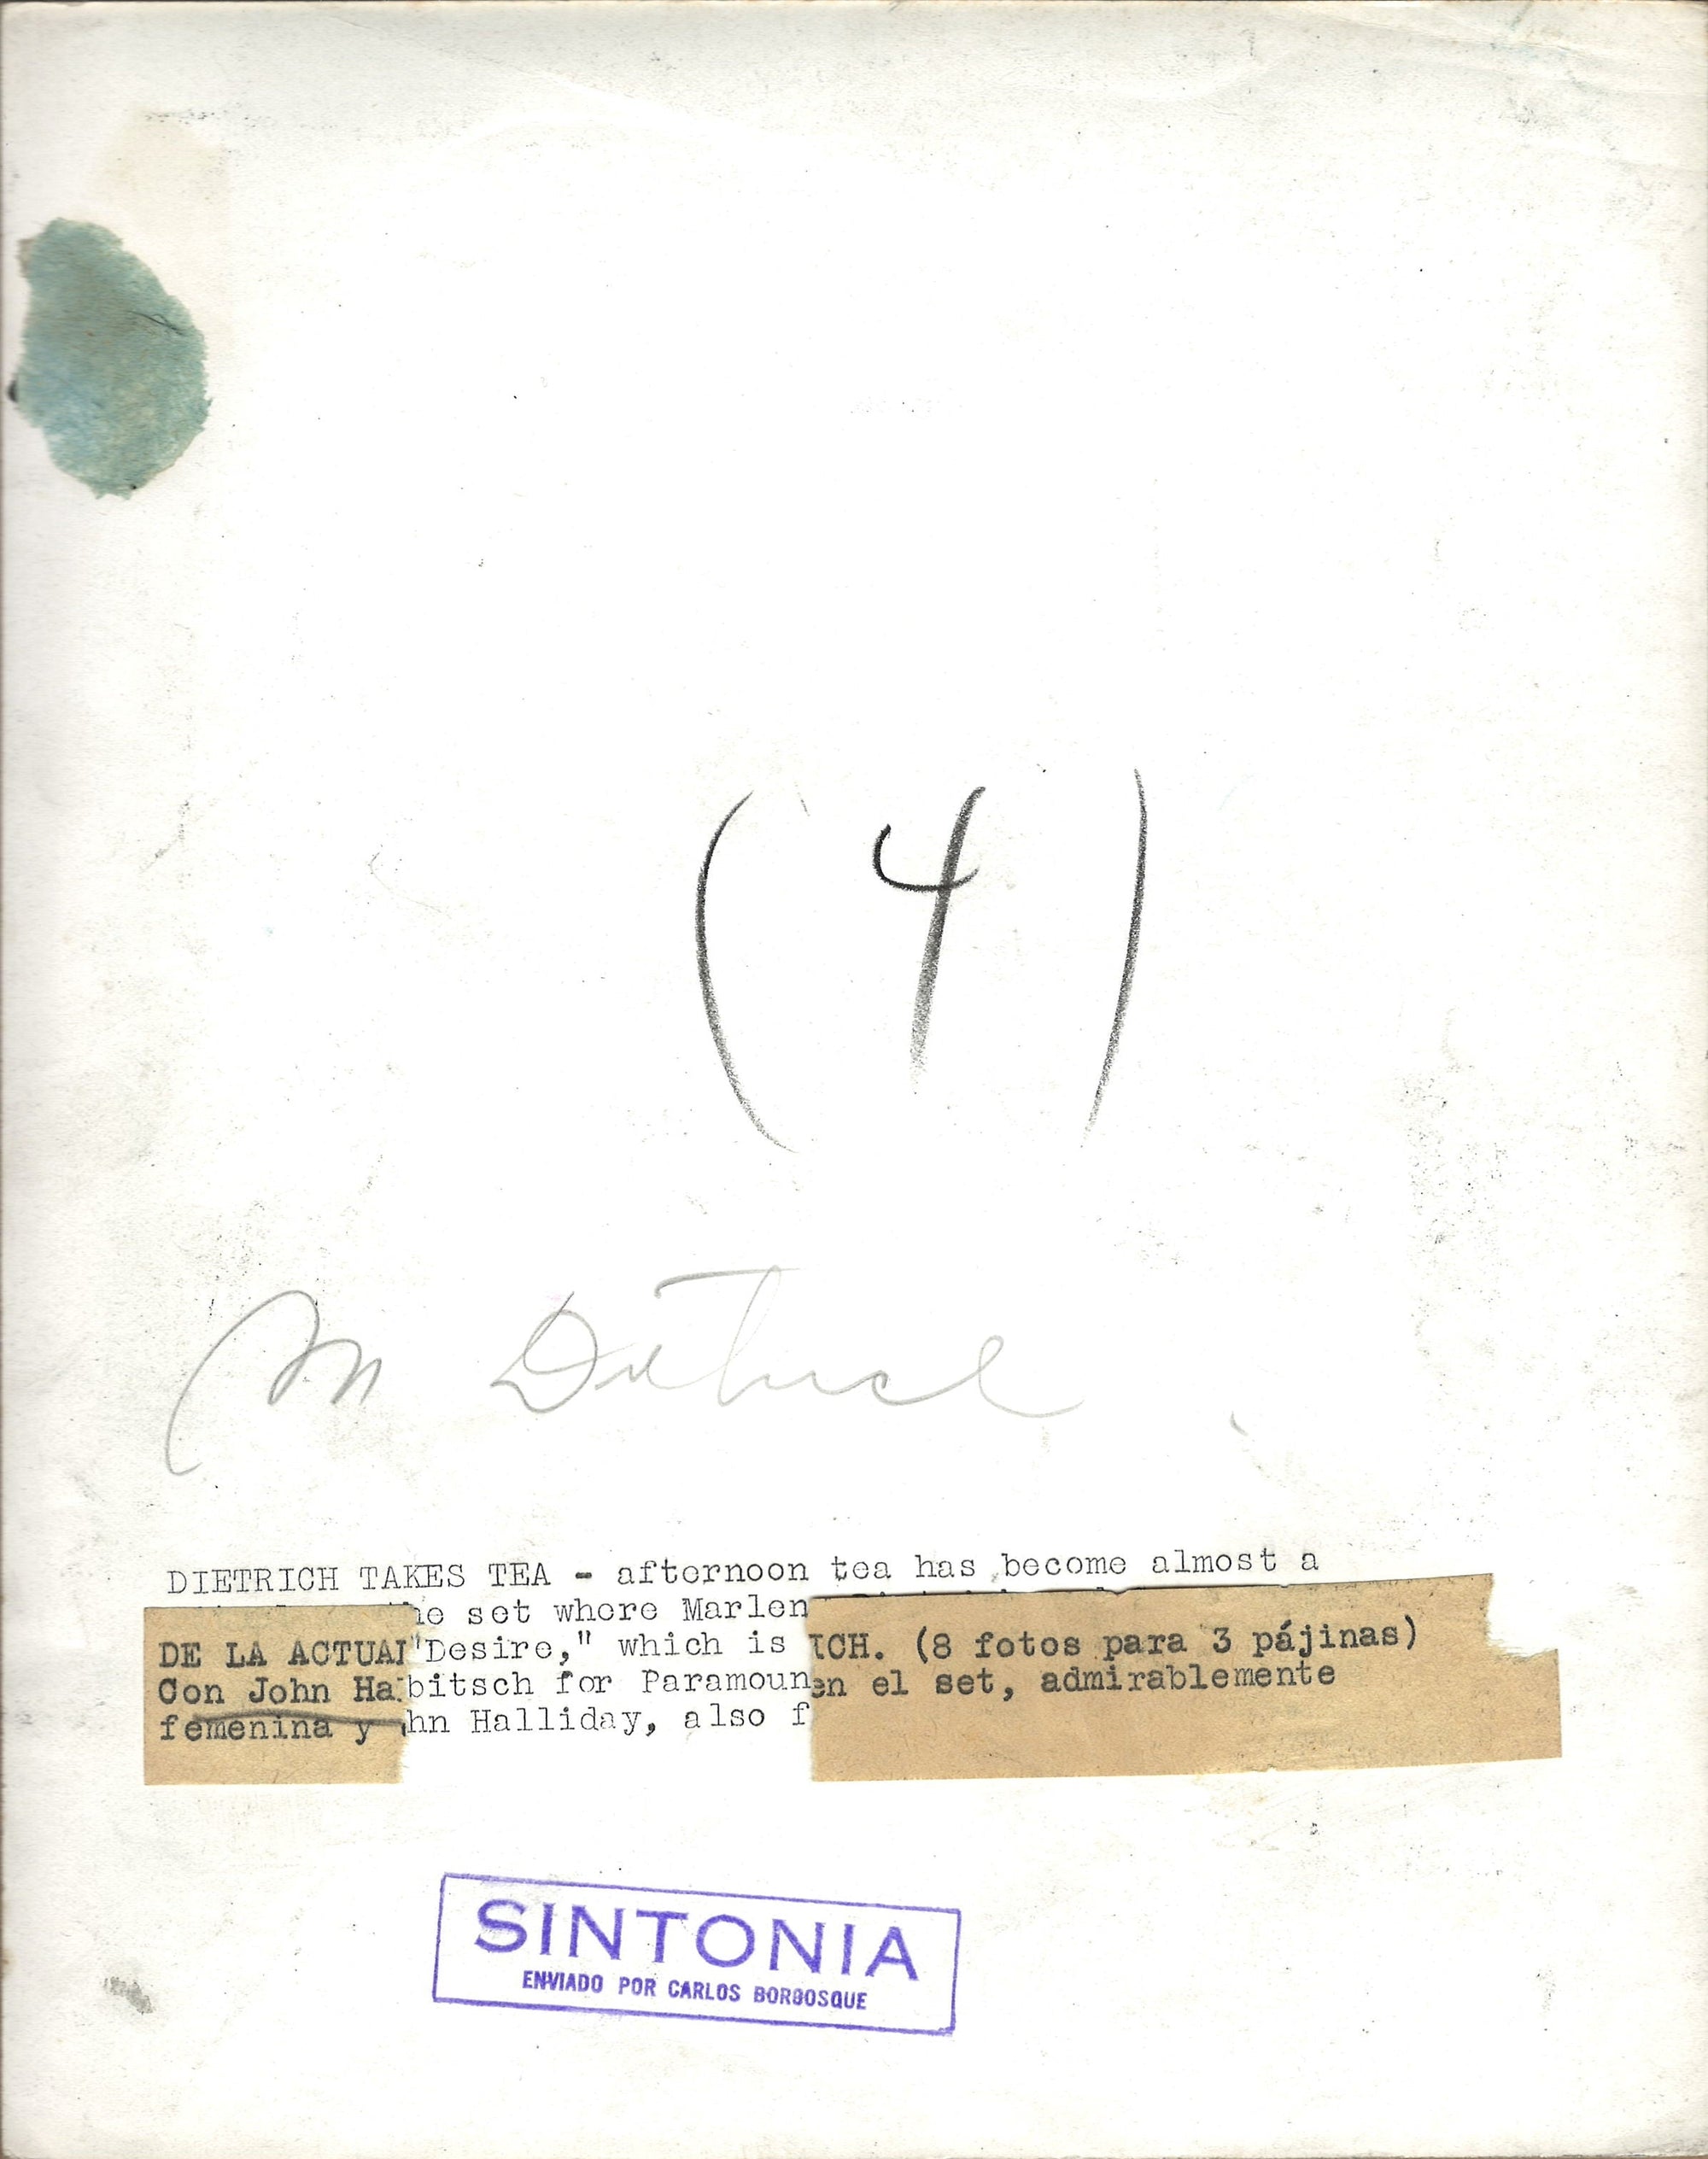 (4)
M Dietrich
DIETRICH TAKES TEA - afternoon tea has become almost a
he set where Marlen
DE LA ACTUAL "Desire," which is ICH. (8 fotos para 3 pájinas)
Con John Ha bitsch for Paramoun en el set, admirablemente
femenina y hn Halliday, also f
SINTONIA
ENVIADO POR CARLOS BORBOSQUE